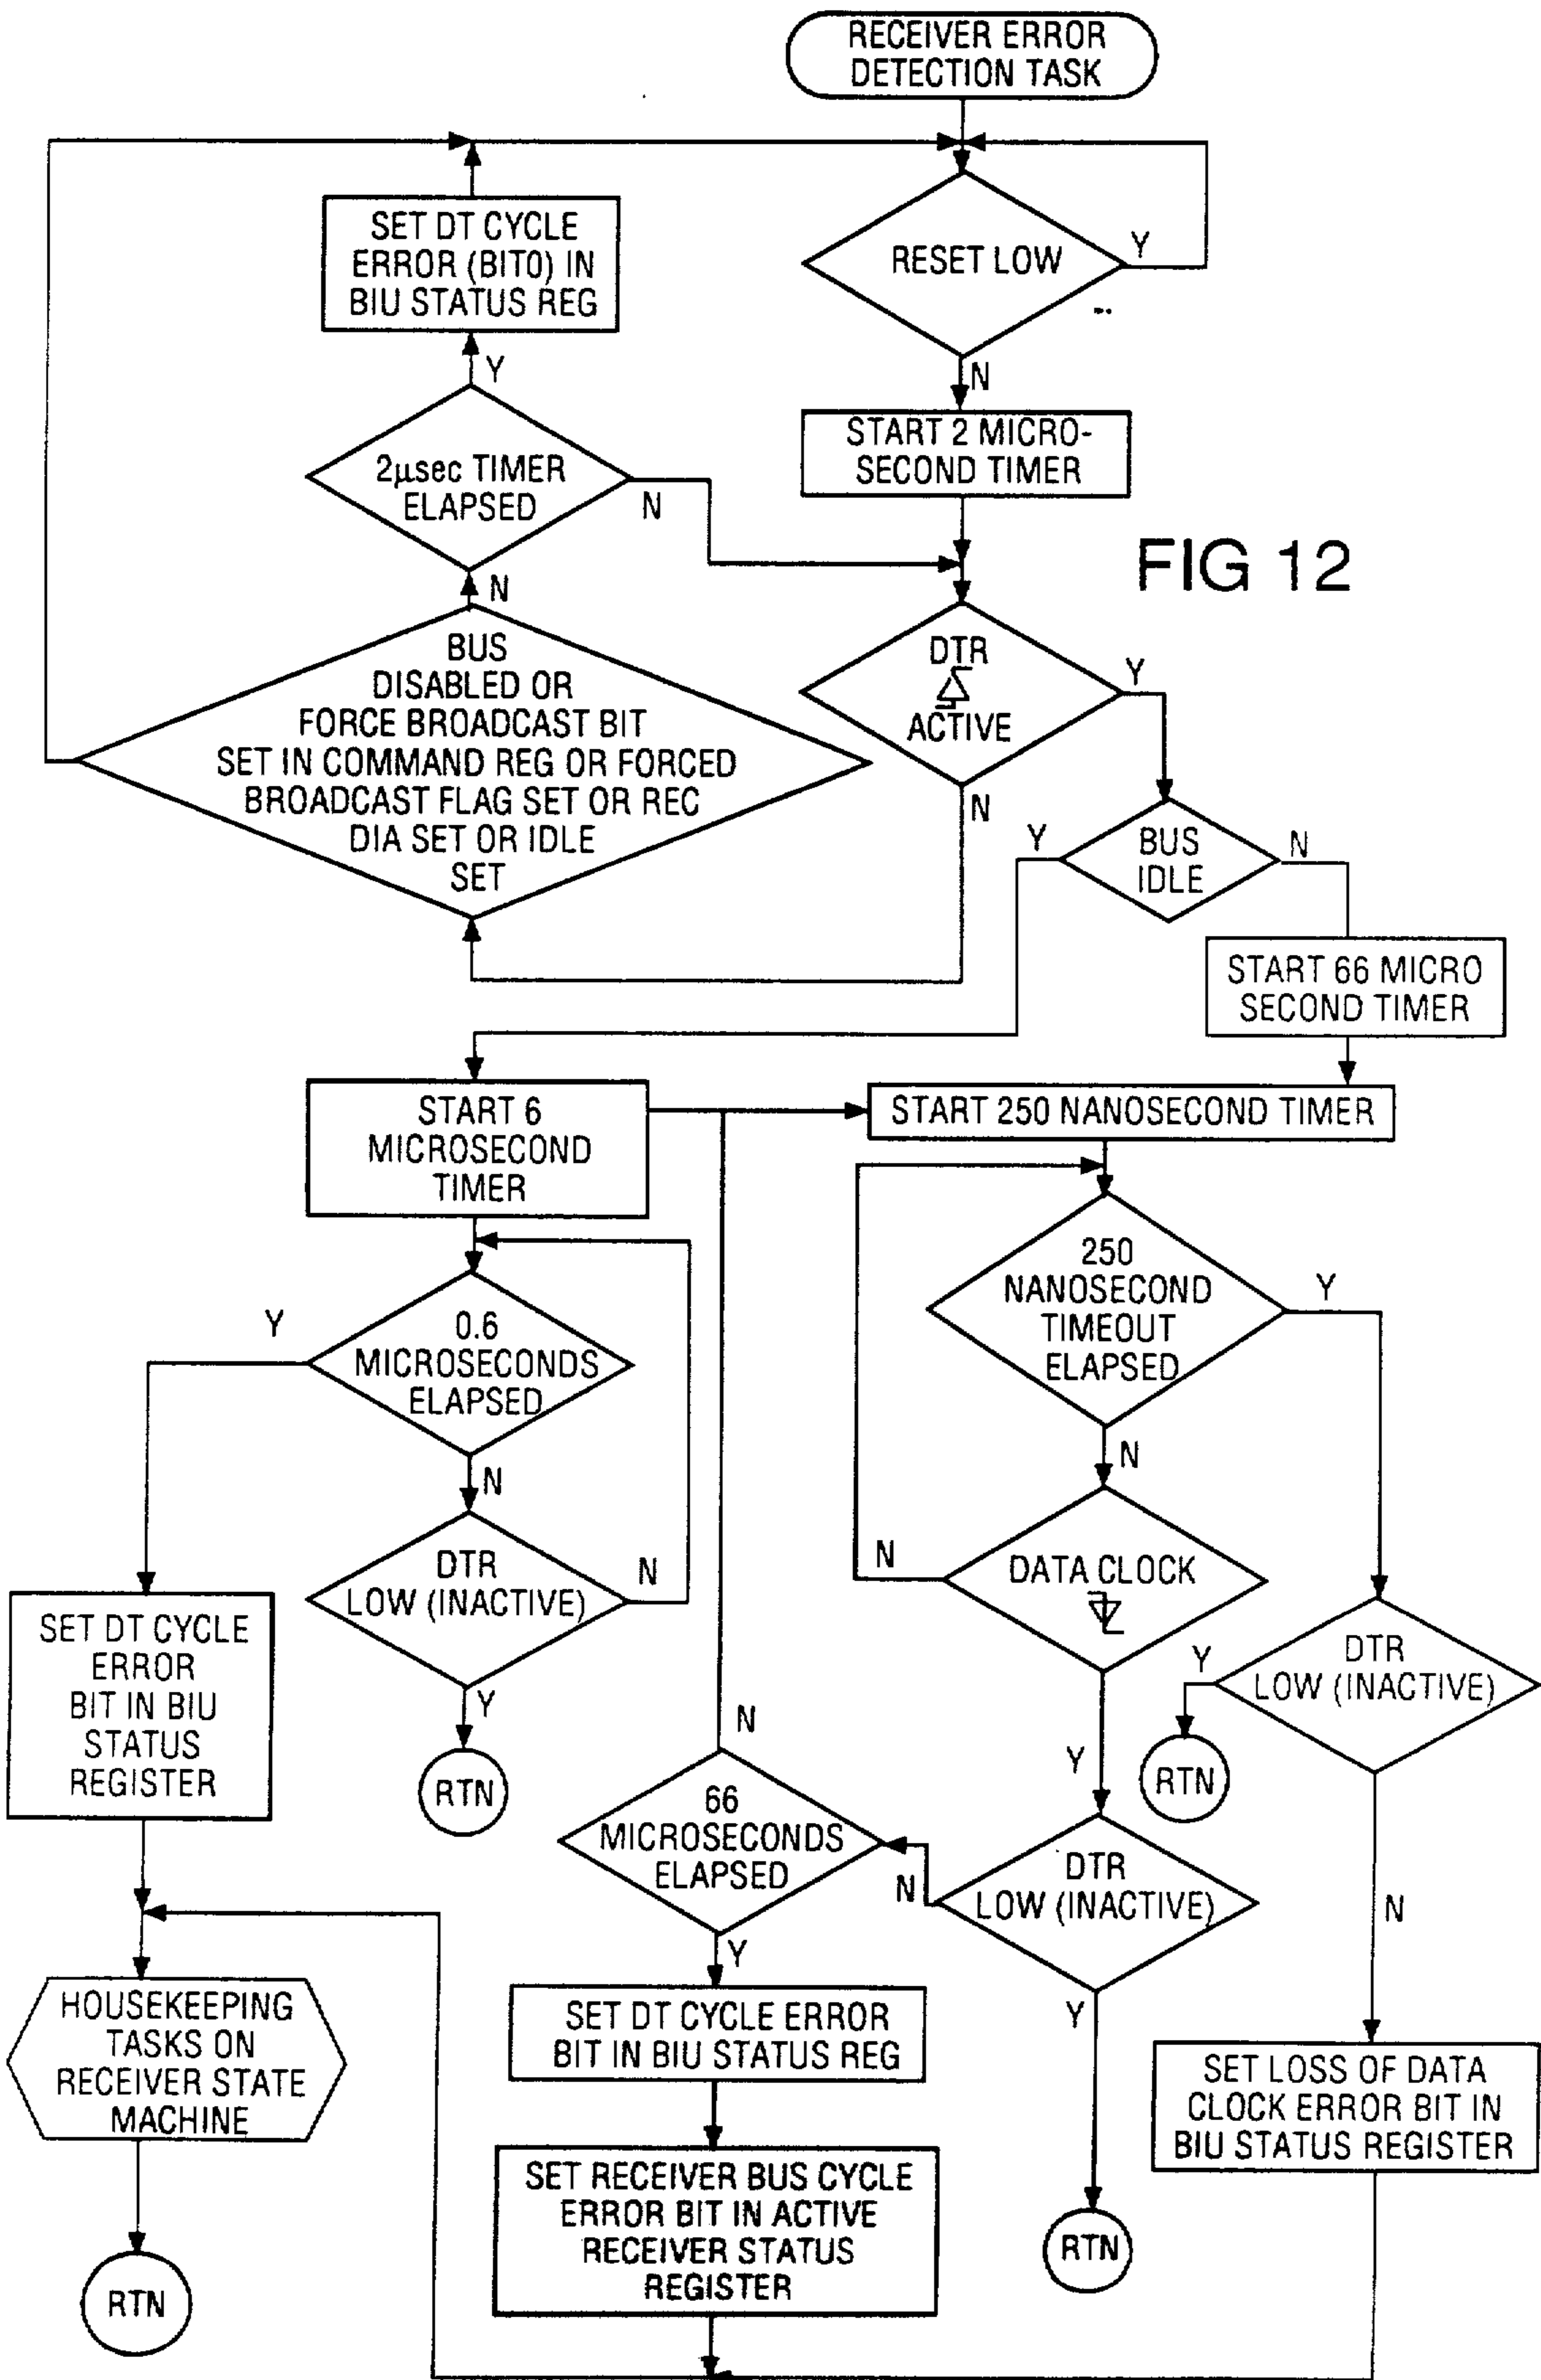 RECEIVER ERROR
DETECTION TASK
SET DT CYCLE
ERROR (BIT0) IN
BIU STATUS REG
RESET LOW
Y
N
Y
START 2 MICRO-
SECOND TIMER
2µsec TIMER
ELAPSED
N
FIG 12
N
BUS
DISABLED OR
FORCE BROADCAST BIT
SET IN COMMAND REG OR FORCED
BROADCAST FLAG SET OR REC
DIA SET OR IDLE
SET
DTR
ACTIVE
Y
N
Y
BUS
IDLE
N
START 66 MICRO
SECOND TIMER
START 6
MICROSECOND
TIMER
START 250 NANOSECOND TIMER
Y
0.6
MICROSECONDS
ELAPSED
N
250
NANOSECOND
TIMEOUT
ELAPSED
Y
N
DTR
LOW (INACTIVE)
N
Y
RTN
N
DATA CLOCK
Y
SET DT CYCLE
ERROR
BIT IN BIU
STATUS
REGISTER
Y
DTR
LOW (INACTIVE)
N
RTN
N
66
MICROSECONDS
ELAPSED
Y
N
DTR
LOW (INACTIVE)
Y
HOUSEKEEPING
TASKS ON
RECEIVER STATE
MACHINE
SET DT CYCLE ERROR
BIT IN BIU STATUS REG
SET LOSS OF DATA
CLOCK ERROR BIT IN
BIU STATUS REGISTER
SET RECEIVER BUS CYCLE
ERROR BIT IN ACTIVE
RECEIVER STATUS
REGISTER
RTN
RTN